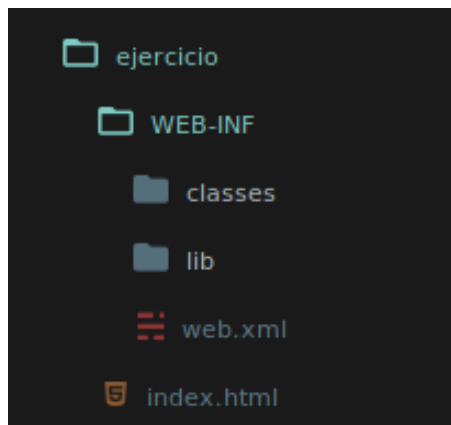 ejercicio
WEB-INF
classes
lib
web.xml
index.html